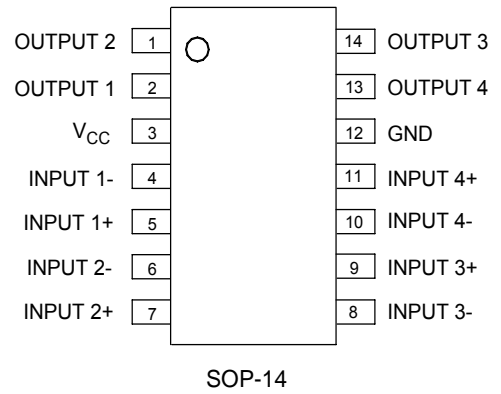 OUTPUT 2 1 14 OUTPUT 3
OUTPUT 1 2 13 OUTPUT 4
VCC 3 12 GND
INPUT 1- 4 11 INPUT 4+
INPUT 1+ 5 10 INPUT 4-
INPUT 2- 6 9 INPUT 3+
INPUT 2+ 7 8 INPUT 3-
SOP-14